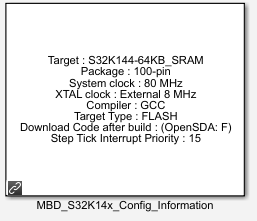 Target : S32K144-64KB_SRAM
Package : 100-pin
System clock : 80 MHz
XTAL clock : External 8 MHz
Compiler : GCC
Target Type : FLASH
Download Code after build : (OpenSDA: F)
Step Tick Interrupt Priority : 15
MBD_S32K14x_Config_Information